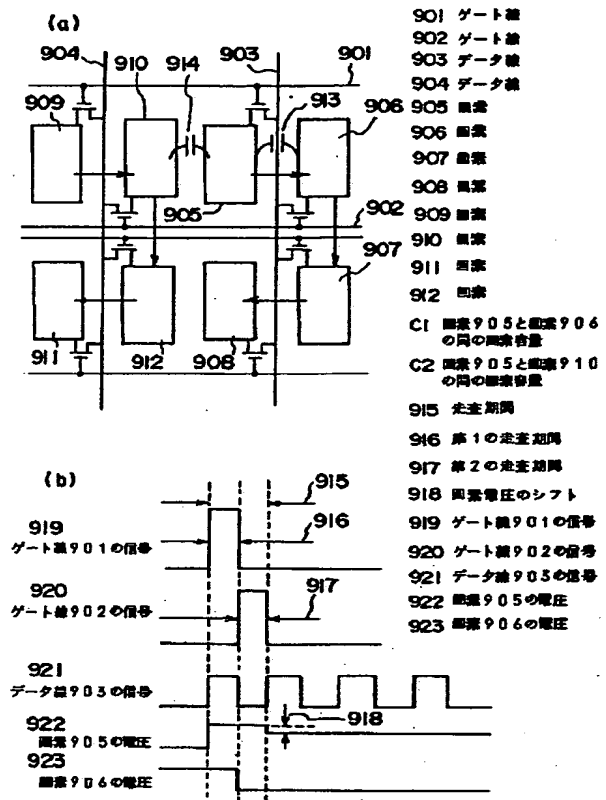 (a)
904
910
914
903
901
909
906
913
905
902
907
911
912
908
901 ゲート線
902 ゲート線
903 データ線
904 データ線
905 画素
906 画素
907 画素
908 画素
909 画素
910 画素
911 画素
912 画素
C1 画素905と画素906
の間の画素容量
C2 画素905と画素910
の間の画素容量
915 走査期間
916 第1の走査期間
917 第2の走査期間
918 画素電圧のシフト
919 ゲート線901の信号
920 ゲート線902の信号
921 データ線903の信号
922 画素905の電圧
923 画素906の電圧
(b)
915
919
ゲート線901の信号
916
920
ゲート線902の信号
917
921
データ線903の信号
922
画素905の電圧
918
923
画素906の電圧